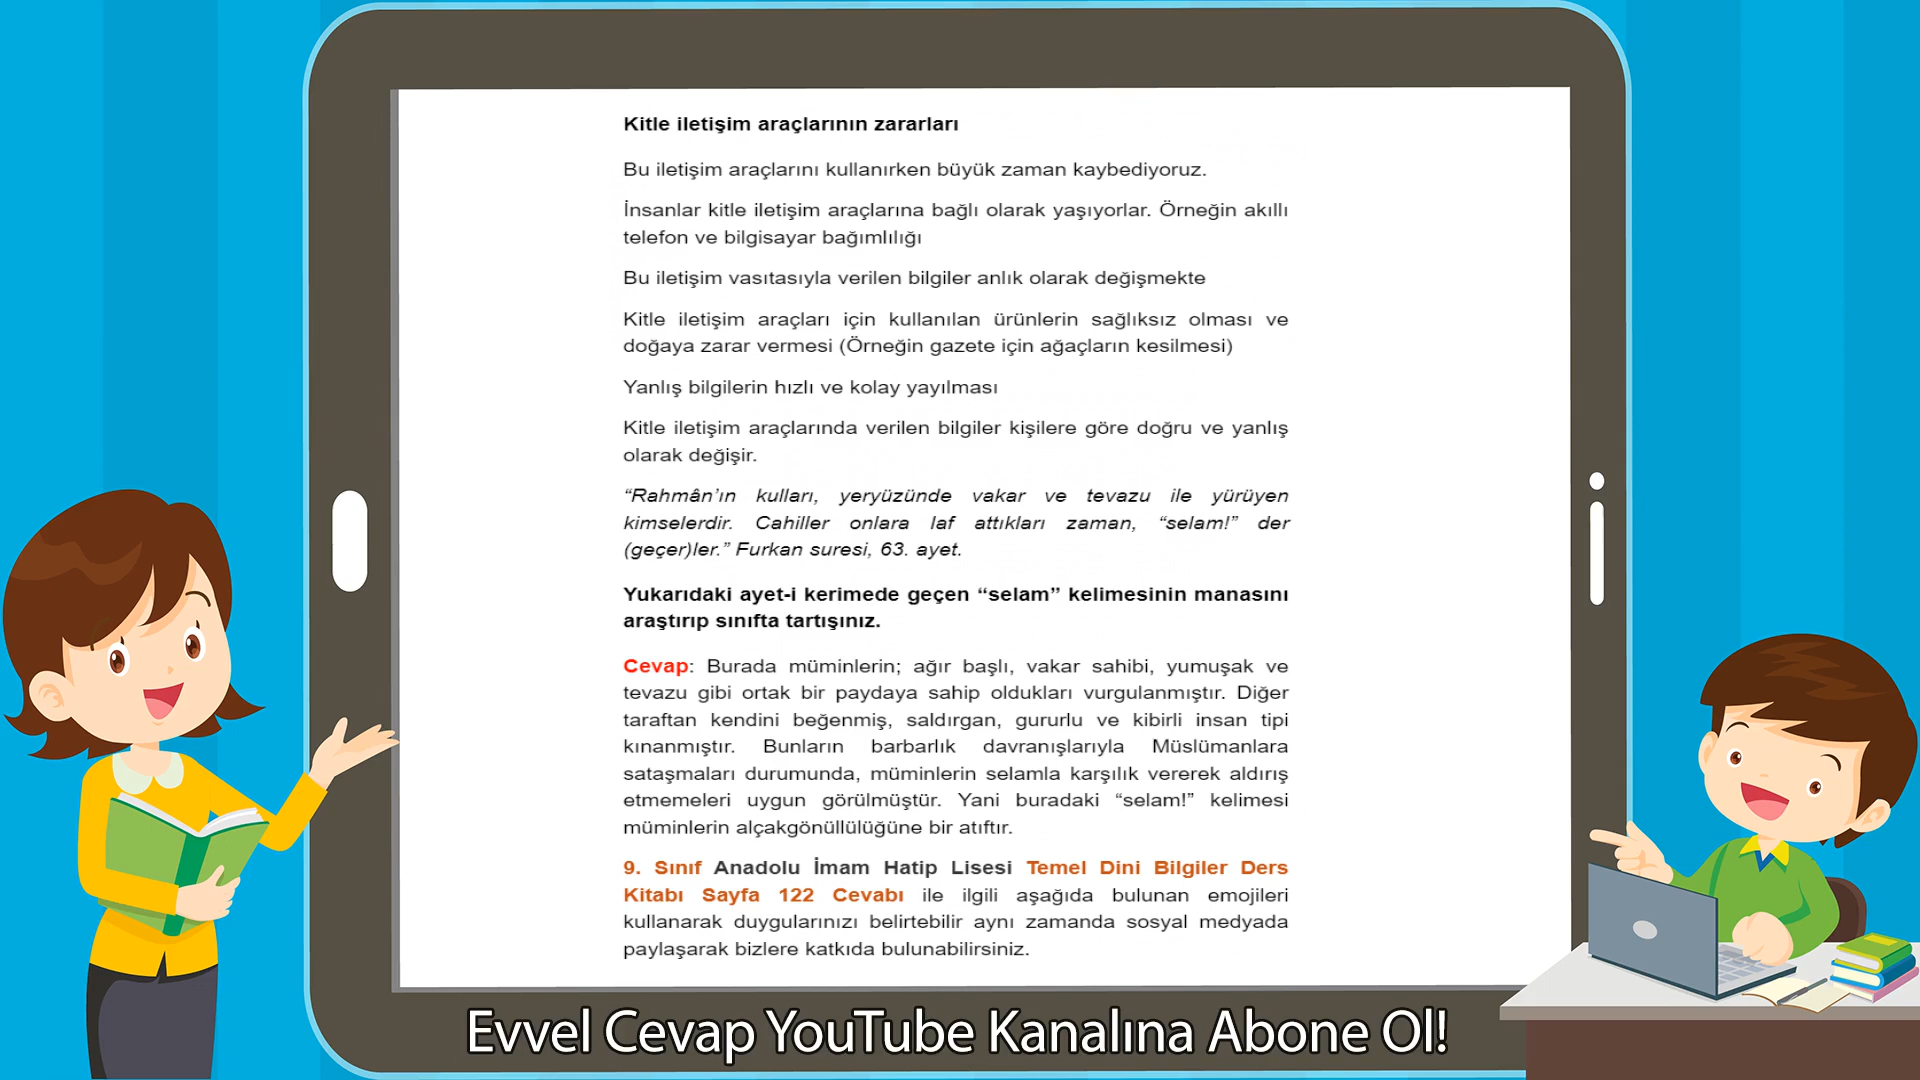 Kitle iletişim araçlarının zararları
Bu iletişim araçlarını kullanırken büyük zaman kaybediyoruz.
İnsanlar kitle iletişim araçlarına bağlı olarak yaşıyorlar. Örneğin akıllı
telefon ve bilgisayar bağımlılığı
Bu iletişim vasıtasıyla verilen bilgiler anlık olarak değişmekte
Kitle iletişim araçları için kullanılan ürünlerin sağlıksız olması ve
doğaya zarar vermesi (Örneğin gazete için ağaçların kesilmesi)
Yanlış bilgilerin hızlı ve kolay yayılması
Kitle iletişim araçlarında verilen bilgiler kişilere göre doğru ve yanlış
olarak değişir.
“Rahmân’ın kulları, yeryüzünde vakar ve tevazu ile yürüyen
kimselerdir. Cahiller onlara laf attıkları zaman, “selam!” der
(geçer)ler.” Furkan suresi, 63. ayet.
Yukarıdaki ayet-i kerimede geçen “selam” kelimesinin manasını
araştırıp sınıfta tartışınız.
Cevap: Burada müminlerin; ağır başlı, vakar sahibi, yumuşak ve
tevazu gibi ortak bir paydaya sahip oldukları vurgulanmıştır. Diğer
taraftan kendini beğenmiş, saldırgan, gururlu ve kibirli insan tipi
kınanmıştır. Bunların barbarlık davranışlarıyla Müslümanlara
sataşmaları durumunda, müminlerin selamla karşılık vererek aldırış
etmemeleri uygun görülmüştür. Yani buradaki “selam!” kelimesi
müminlerin alçakgönüllülüğüne bir atıftır.
9. Sınıf Anadolu İmam Hatip Lisesi Temel Dini Bilgiler Ders
Kitabı Sayfa 122 Cevabı ile ilgili aşağıda bulunan emojileri
kullanarak duygularınızı belirtebilir aynı zamanda sosyal medyada
paylaşarak bizlere katkıda bulunabilirsiniz.
Evvel Cevap YouTube Kanalına Abone Ol!